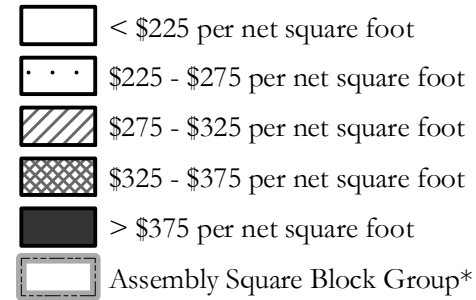 < $225 per net square foot
$225 - $275 per net square foot
$275 - $325 per net square foot
$325 - $375 per net square foot
> $375 per net square foot
Assembly Square Block Group*